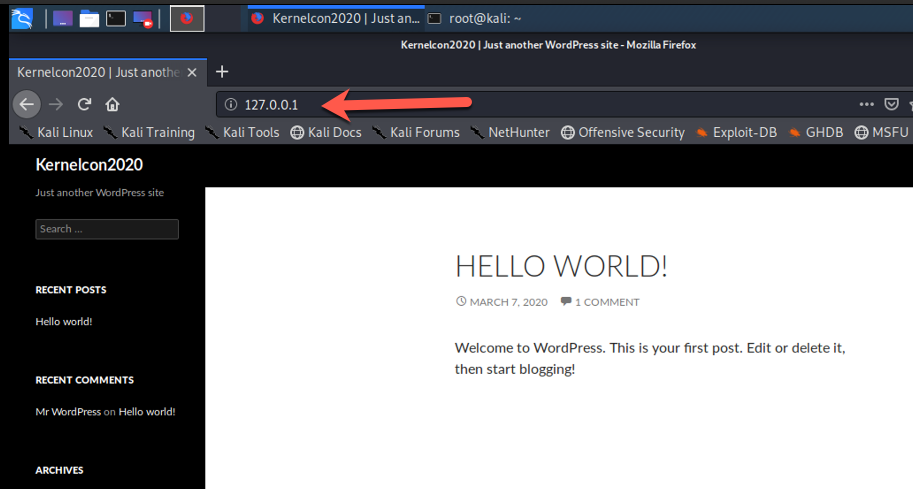 Kernelcon2020 | Just an...
root@kali: ~
Kernelcon2020 | Just another WordPress site - Mozilla Firefox
Kernelcon2020 | Just anothe
127.0.0.1
Kali Linux Kali Training Kali Tools Kali Docs Kali Forums NetHunter Offensive Security Exploit-DB GHDB MSFU
Kernelcon2020
Just another WordPress site
Search ...
RECENT POSTS
Hello world!
RECENT COMMENTS
Mr WordPress on Hello world!
ARCHIVES
HELLO WORLD!
MARCH 7, 2020 1 COMMENT
Welcome to WordPress. This is your first post. Edit or delete it,
then start blogging!